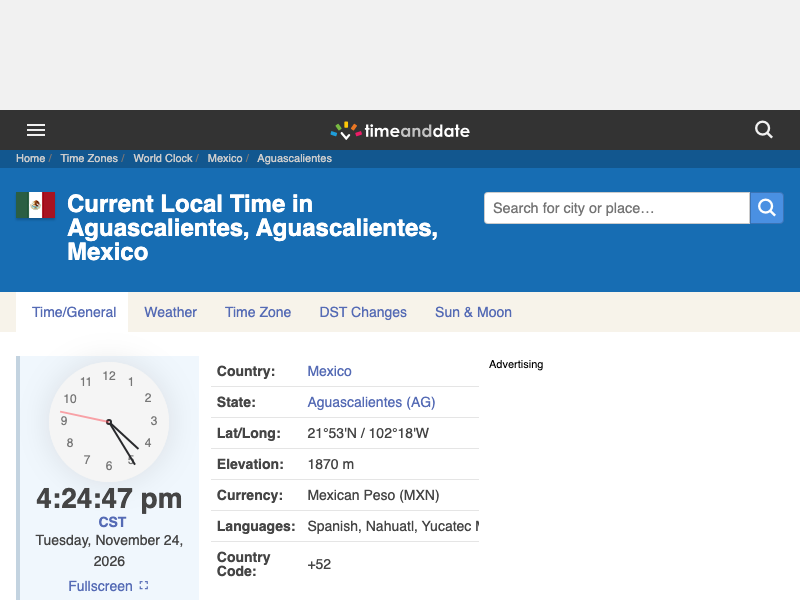 timeanddate
Home / Time Zones / World Clock / Mexico / Aguascalientes
Current Local Time in
Aguascalientes, Aguascalientes,
Mexico
Search for city or place…
Time/General
Weather
Time Zone
DST Changes
Sun & Moon
12
11
1
10
2
9
3
8
4
7
5
6
4:24:47 pm
CST
Tuesday, November 24,
2026
Fullscreen
Country: Mexico
State: Aguascalientes (AG)
Lat/Long: 21°53'N / 102°18'W
Elevation: 1870 m
Currency: Mexican Peso (MXN)
Languages: Spanish, Nahuatl, Yucatec
Country
Code: +52
Advertising